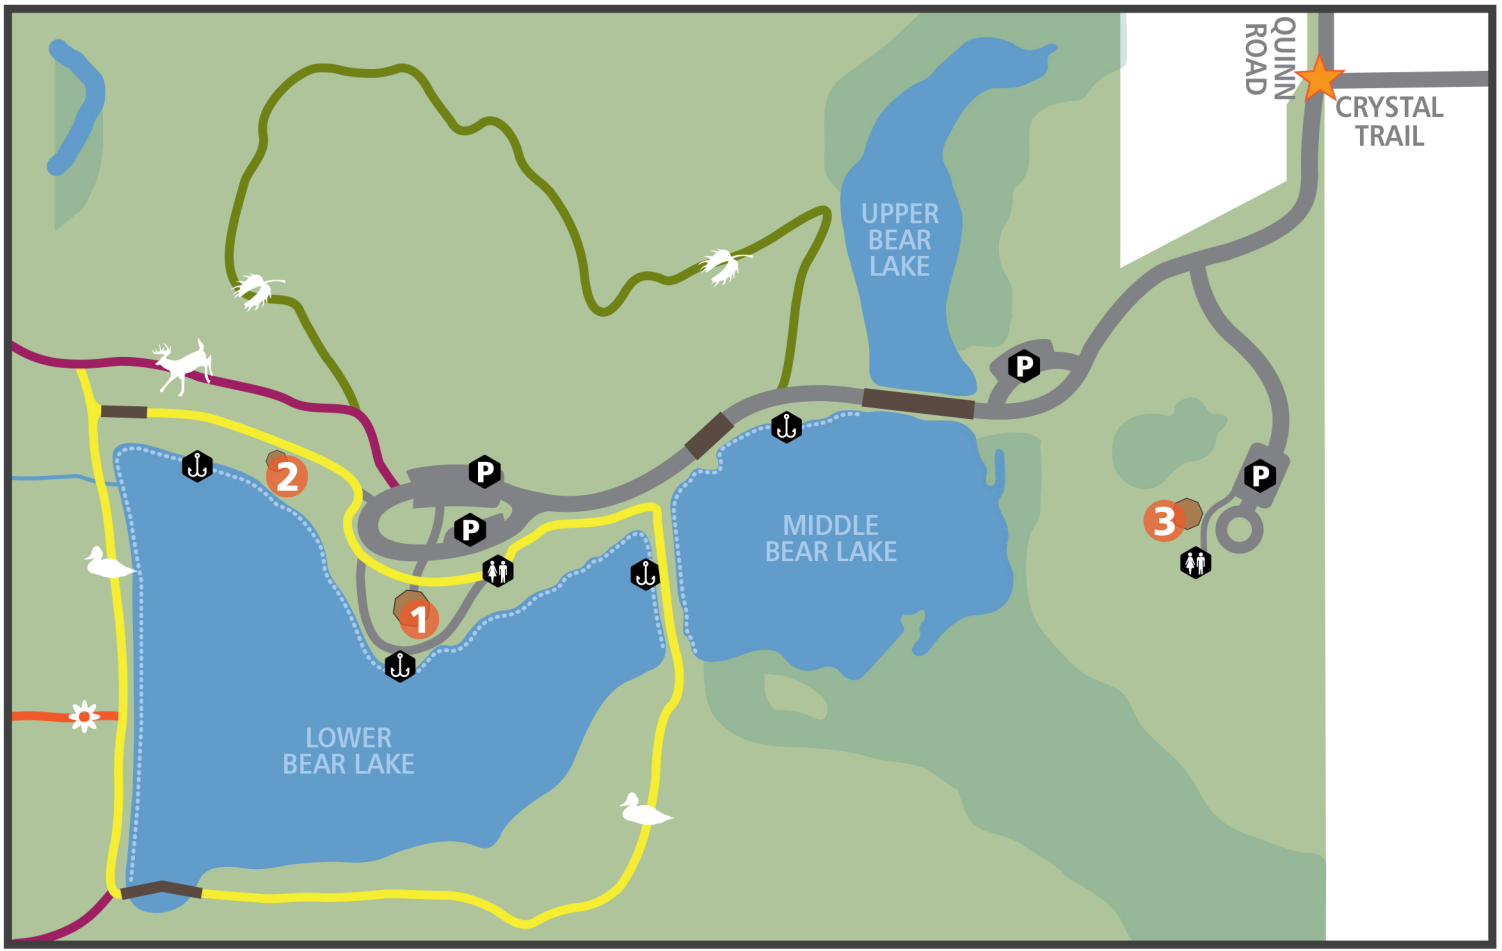 QUINN
ROAD
CRYSTAL
TRAIL
UPPER
BEAR
LAKE
P
P
2
P
P
3
MIDDLE
BEAR LAKE
1
LOWER
BEAR LAKE